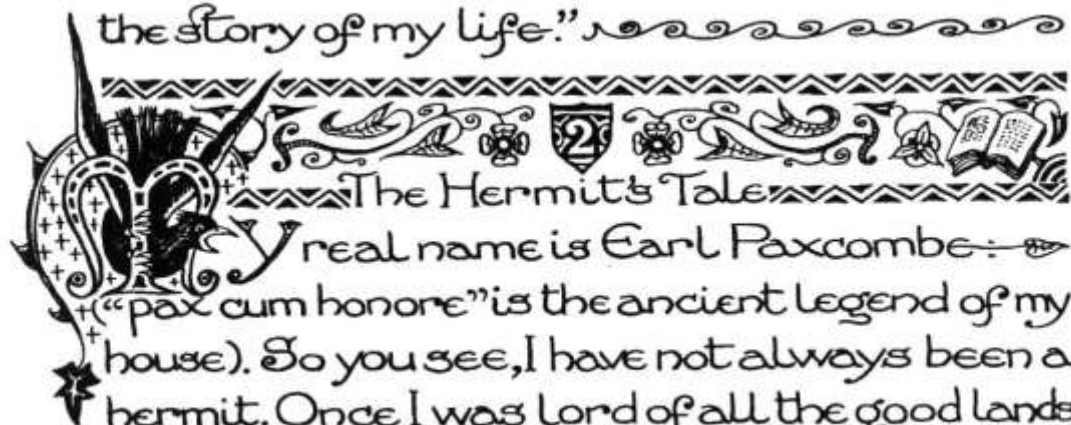 the story of my life."
2
The Hermit's Tale
My real name is Earl Paxcombe:
("pax cum honore" is the ancient legend of my
house). So you see, I have not always been a
hermit. Once I was Lord of all the good lands